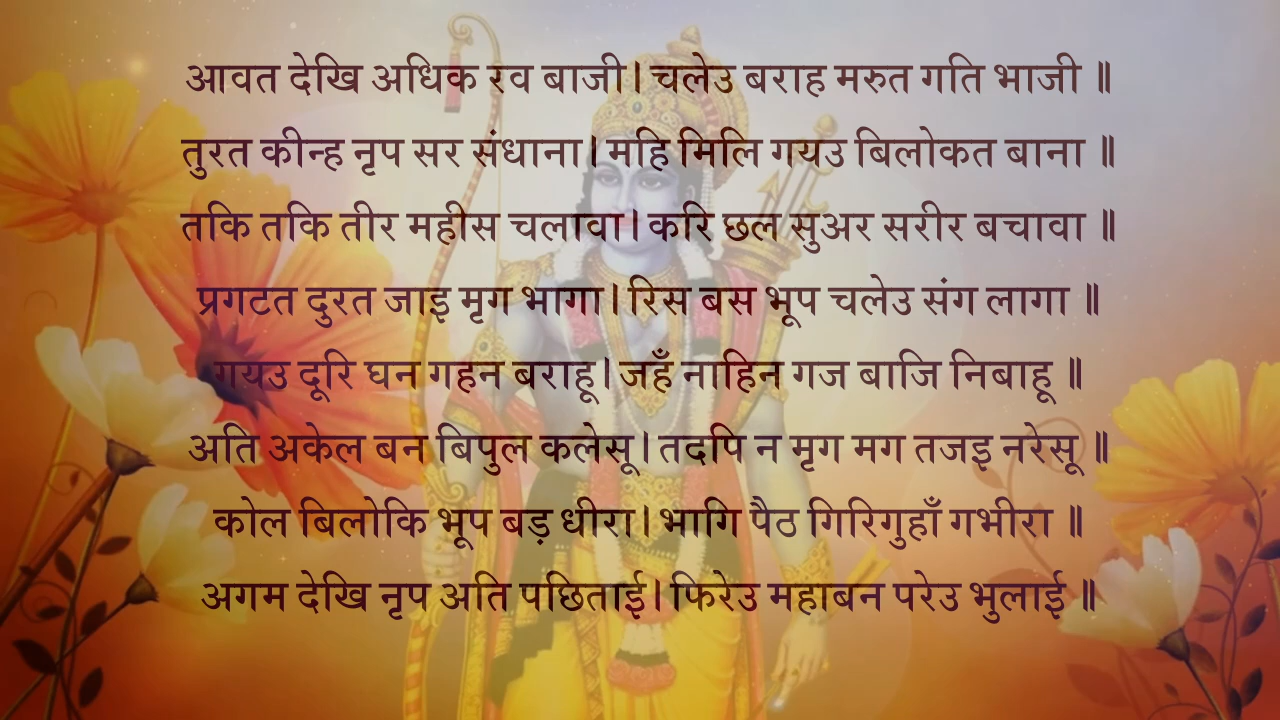 आवत देखि अधिक रव बाजी। चलेउ बराह मरुत गति भाजी ॥
तुरत कीन्ह नृप सर संधाना। महि मिलि गयउ बिलोकत बाना ॥
तकि तकि तीर महीस चलावा। करि छल सुअर सरीर बचावा ॥
प्रगटत दुरत जाइ मृग भागा। रिस बस भूप चलेउ संग लागा ॥
गयउ दूरि घन गहन बराहू। जहँ नाहिन गज बाजि निबाहू ॥
अति अकेल बन बिपुल कलेसू। तदपि न मृग मग तजइ नरेसू ॥
कोल बिलोकि भूप बड़ धीरा। भागि पैठ गिरिगुहाँ गभीरा ॥
अगम देखि नृप अति पछिताई। फिरेउ महाबन परेउ भुलाई ॥